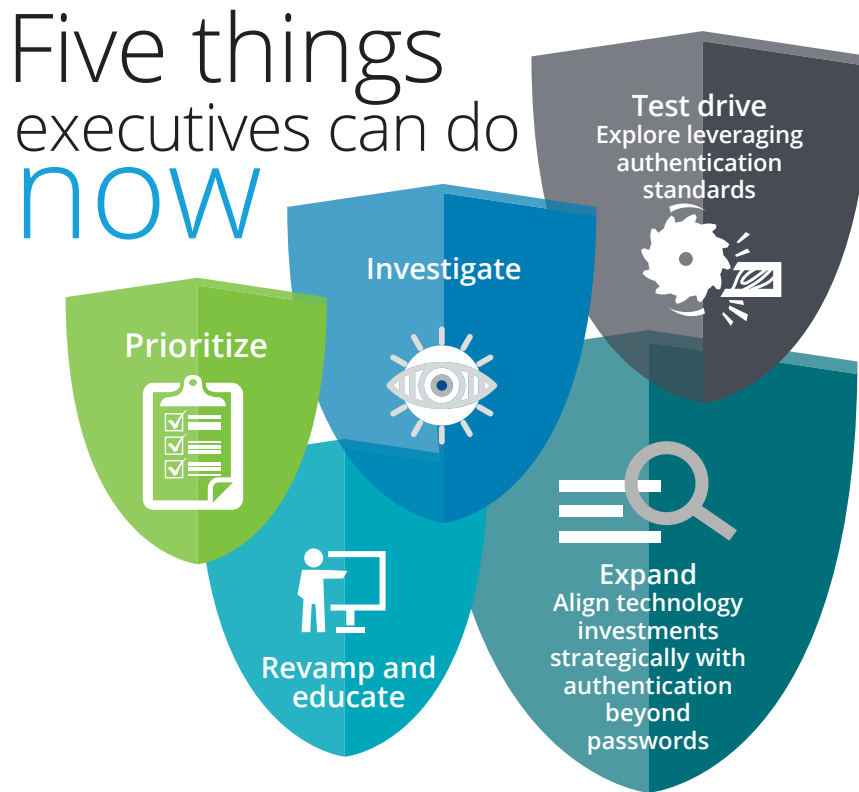 Five things
executives can do
now
Test drive
Explore leveraging
authentication
standards
Investigate
Prioritize
Revamp and
educate
Expand
Align technology
investments
strategically with
authentication
beyond
passwords